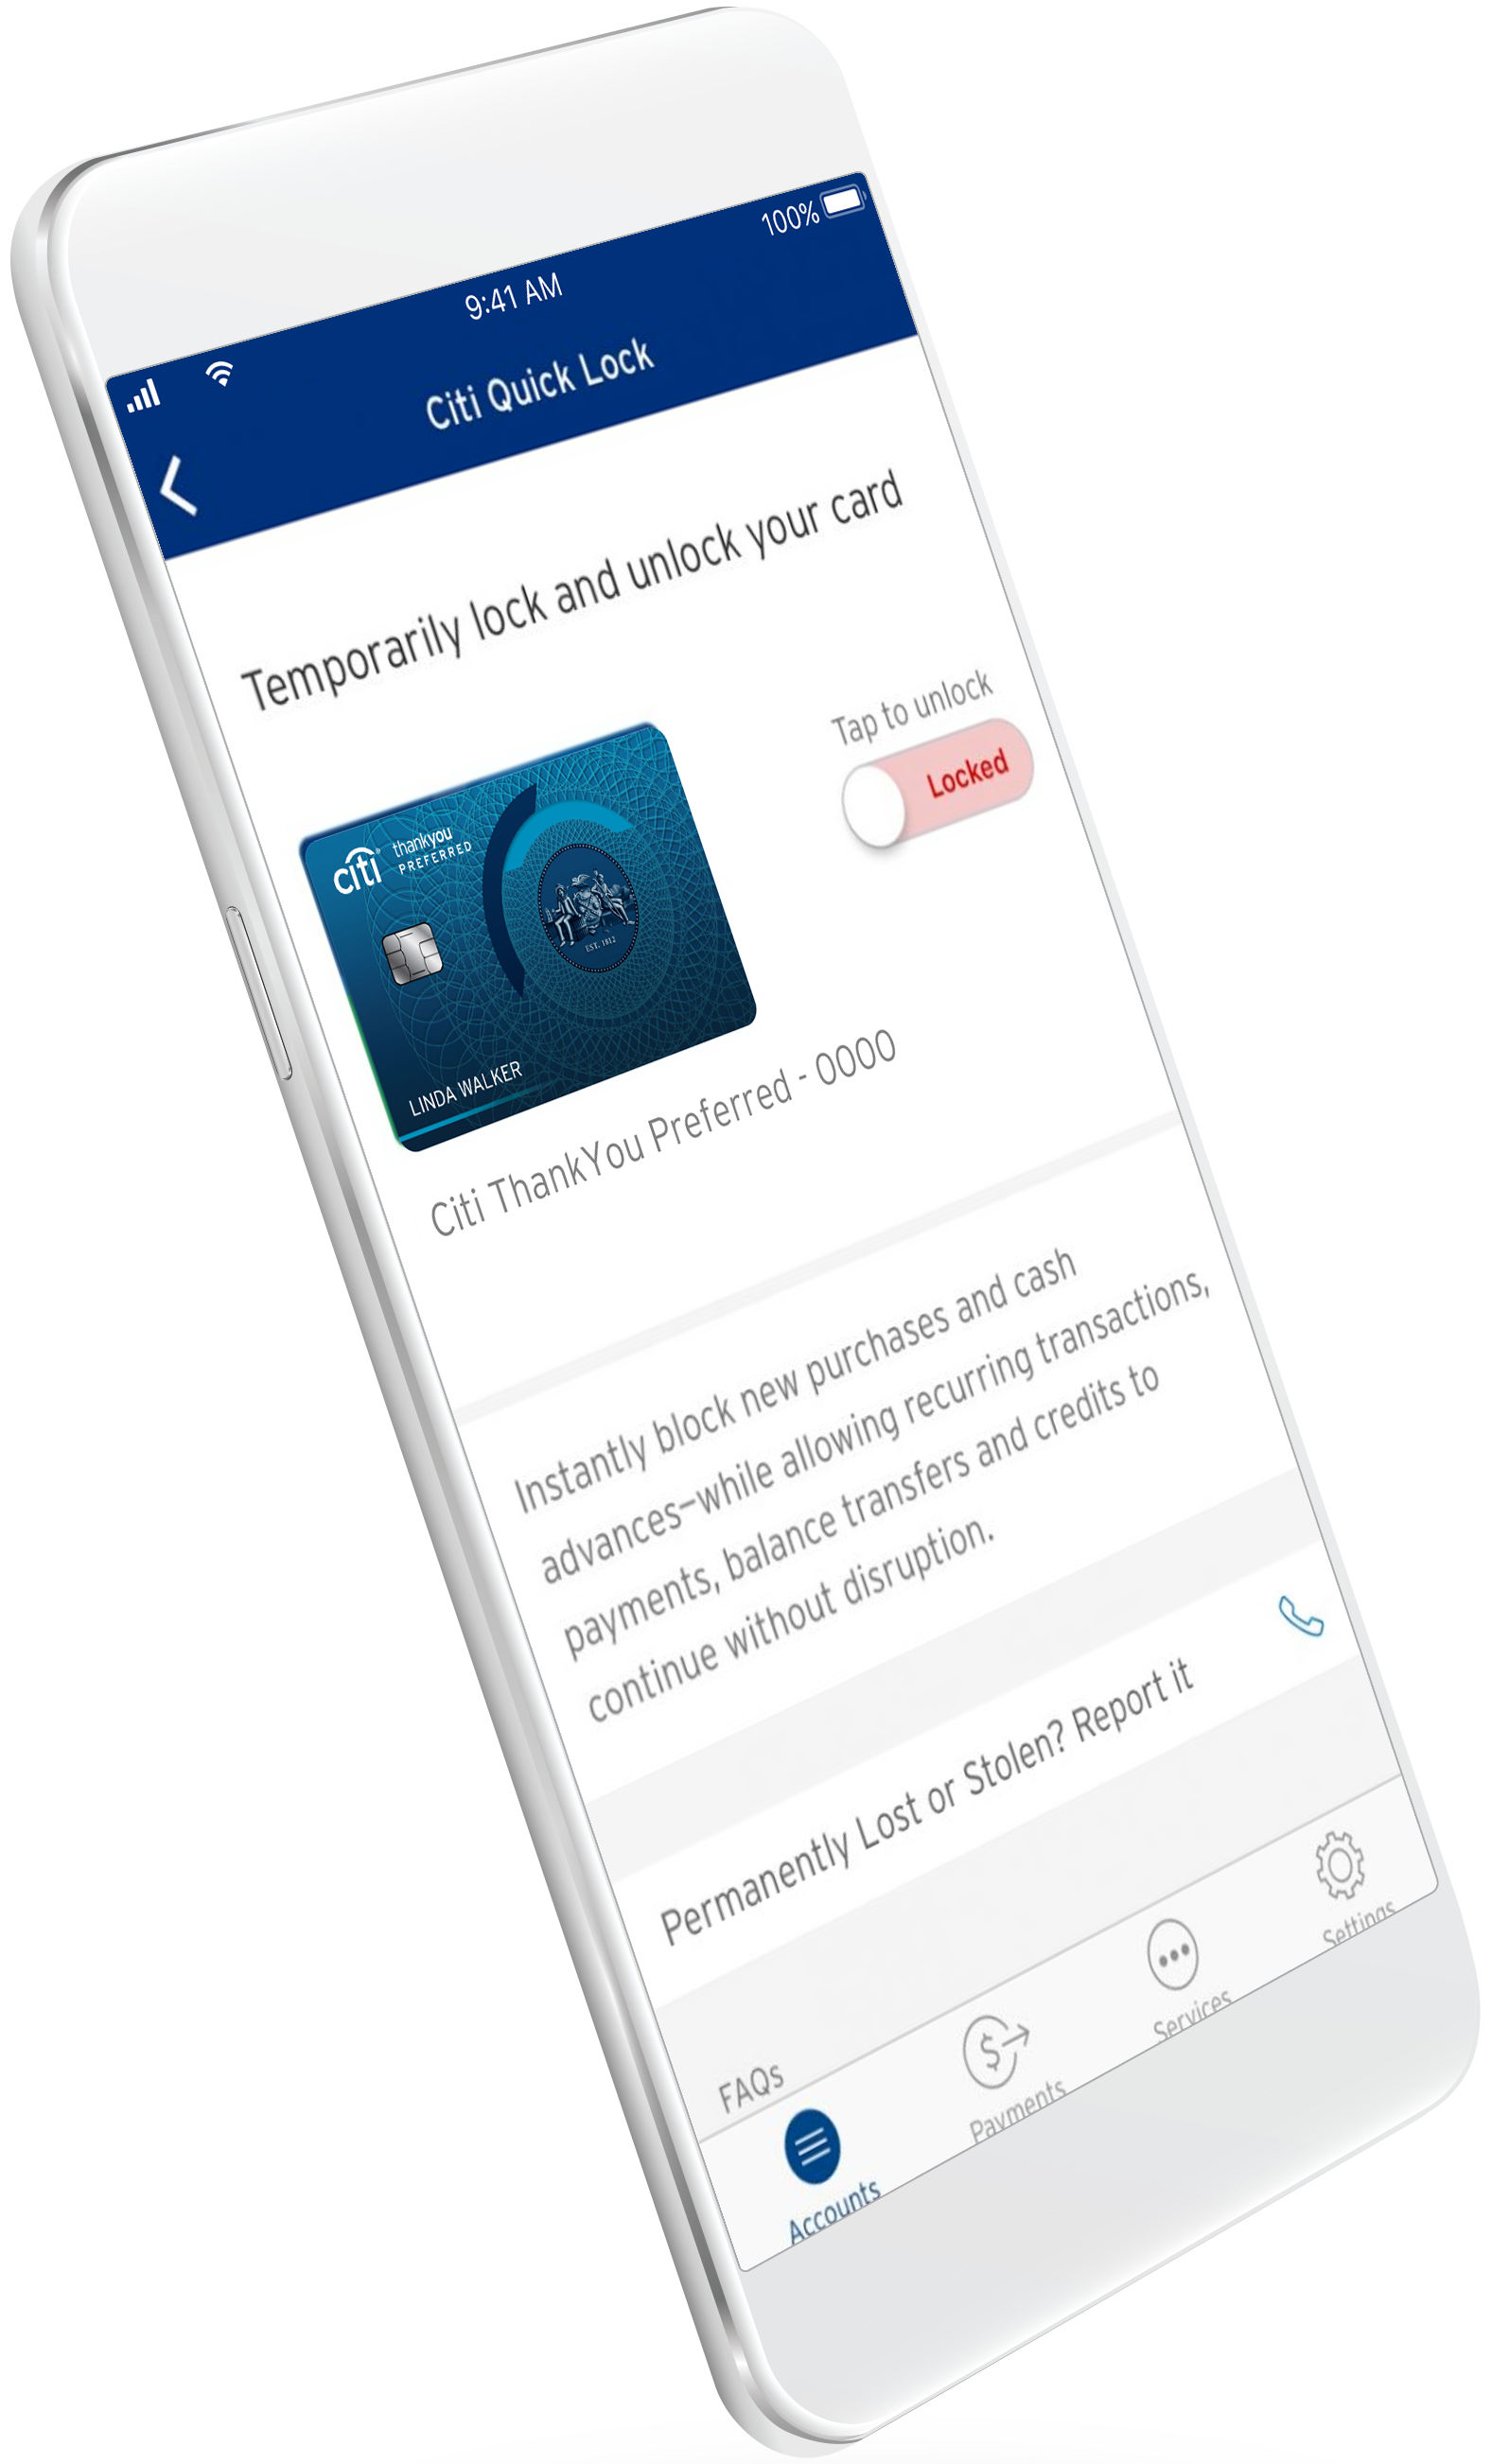 100%
9:41 AM
Citi Quick Lock
Temporarily lock and unlock your card
Tap to unlock
Locked
citi thankyou
PREFERRED
EST. 1812
LINDA WALKER
Citi ThankYou Preferred - 0000
Instantly block new purchases and cash
advances–while allowing recurring transactions,
payments, balance transfers and credits to
continue without disruption.
Permanently Lost or Stolen? Report it
FAQs
Accounts
Payments
Services
Settings